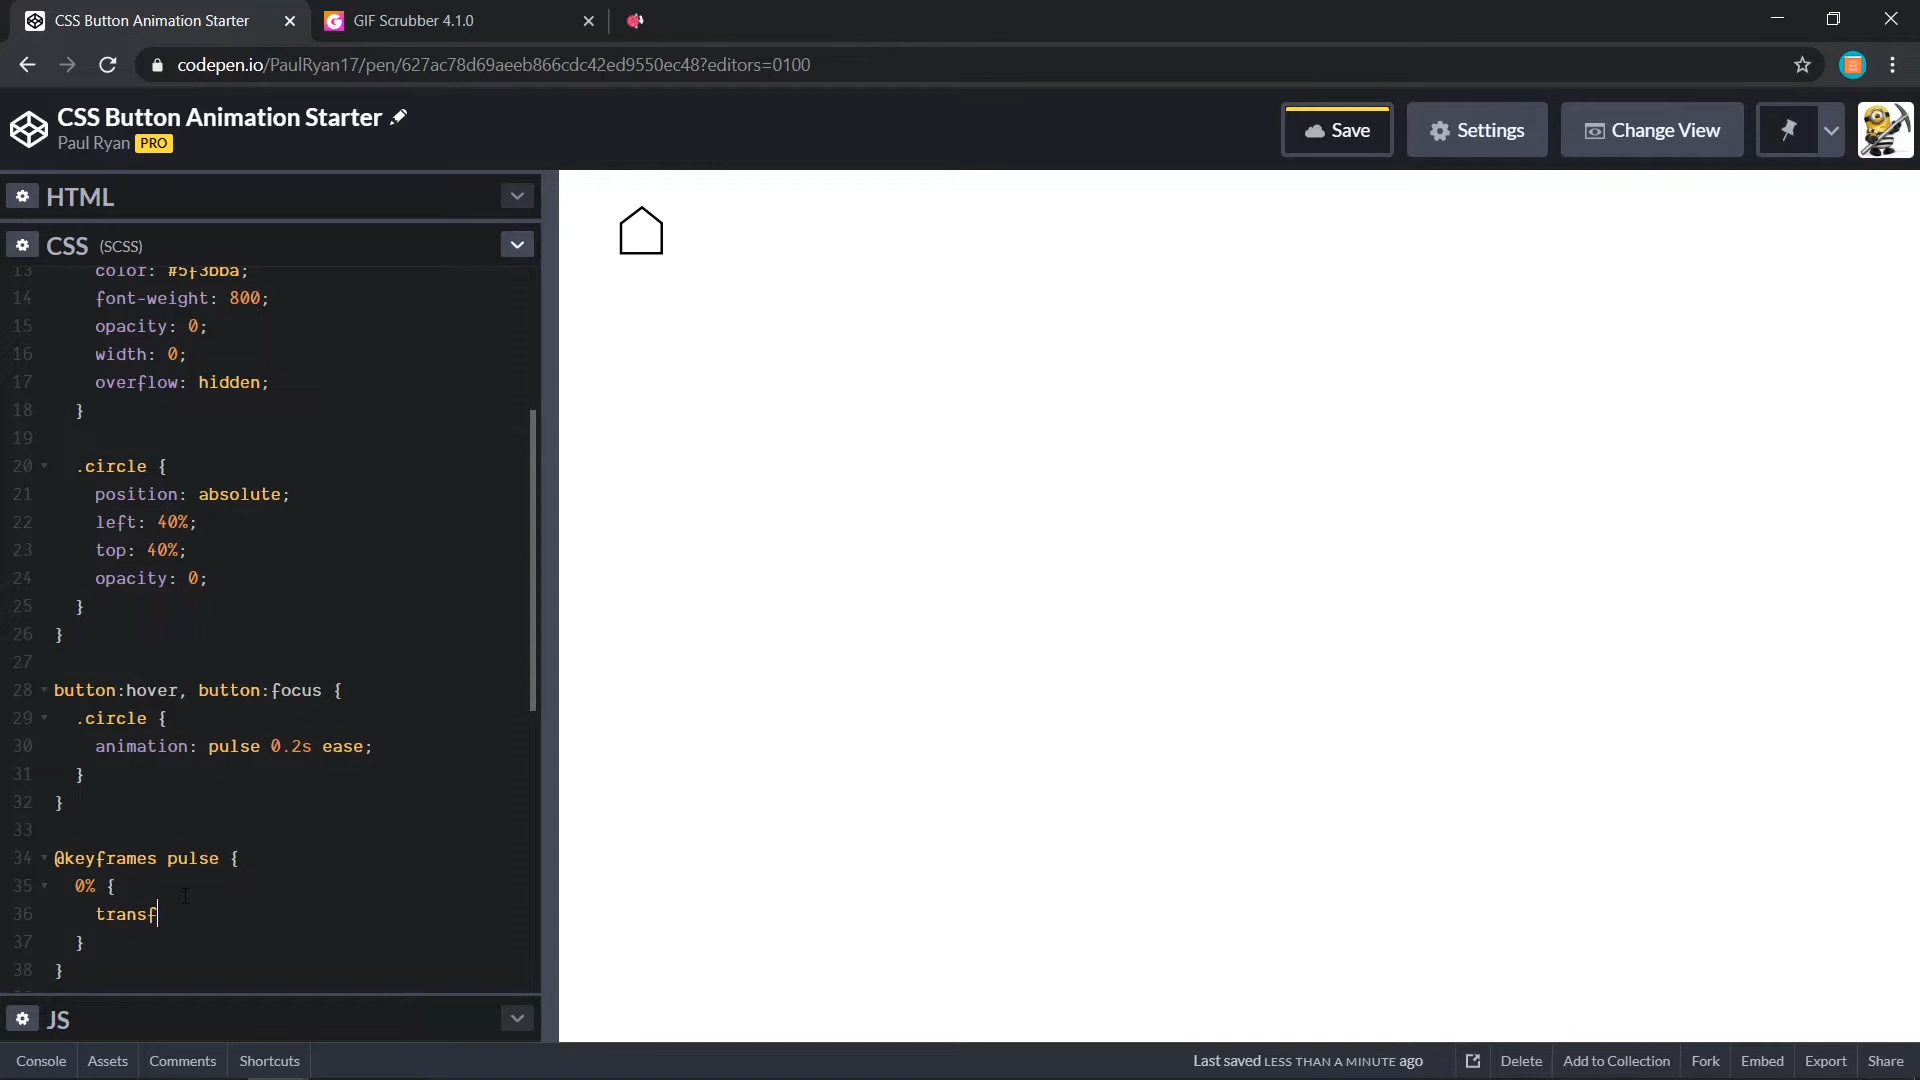 CSS Button Animation Starter
GIF Scrubber 4.1.0
codepen.io/PaulRyan17/pen/627ac78d69aeeb866cdc42ed9550ec48?editors=0100
CSS Button Animation Starter
Paul Ryan PRO
Save
Settings
Change View
HTML
CSS (SCSS)
13 color: #5f3bba;
14 font-weight: 800;
15 opacity: 0;
16 width: 0;
17 overflow: hidden;
18 }
19
20 .circle {
21 position: absolute;
22 left: 40%;
23 top: 40%;
24 opacity: 0;
25 }
26 }
27
28 button:hover, button:focus {
29 .circle {
30 animation: pulse 0.2s ease;
31 }
32 }
33
34 @keyframes pulse {
35 0% {
36 transf
37 }
38 }
JS
Console Assets Comments Shortcuts Last saved LESS THAN A MINUTE ago Delete Add to Collection Fork Embed Export Share